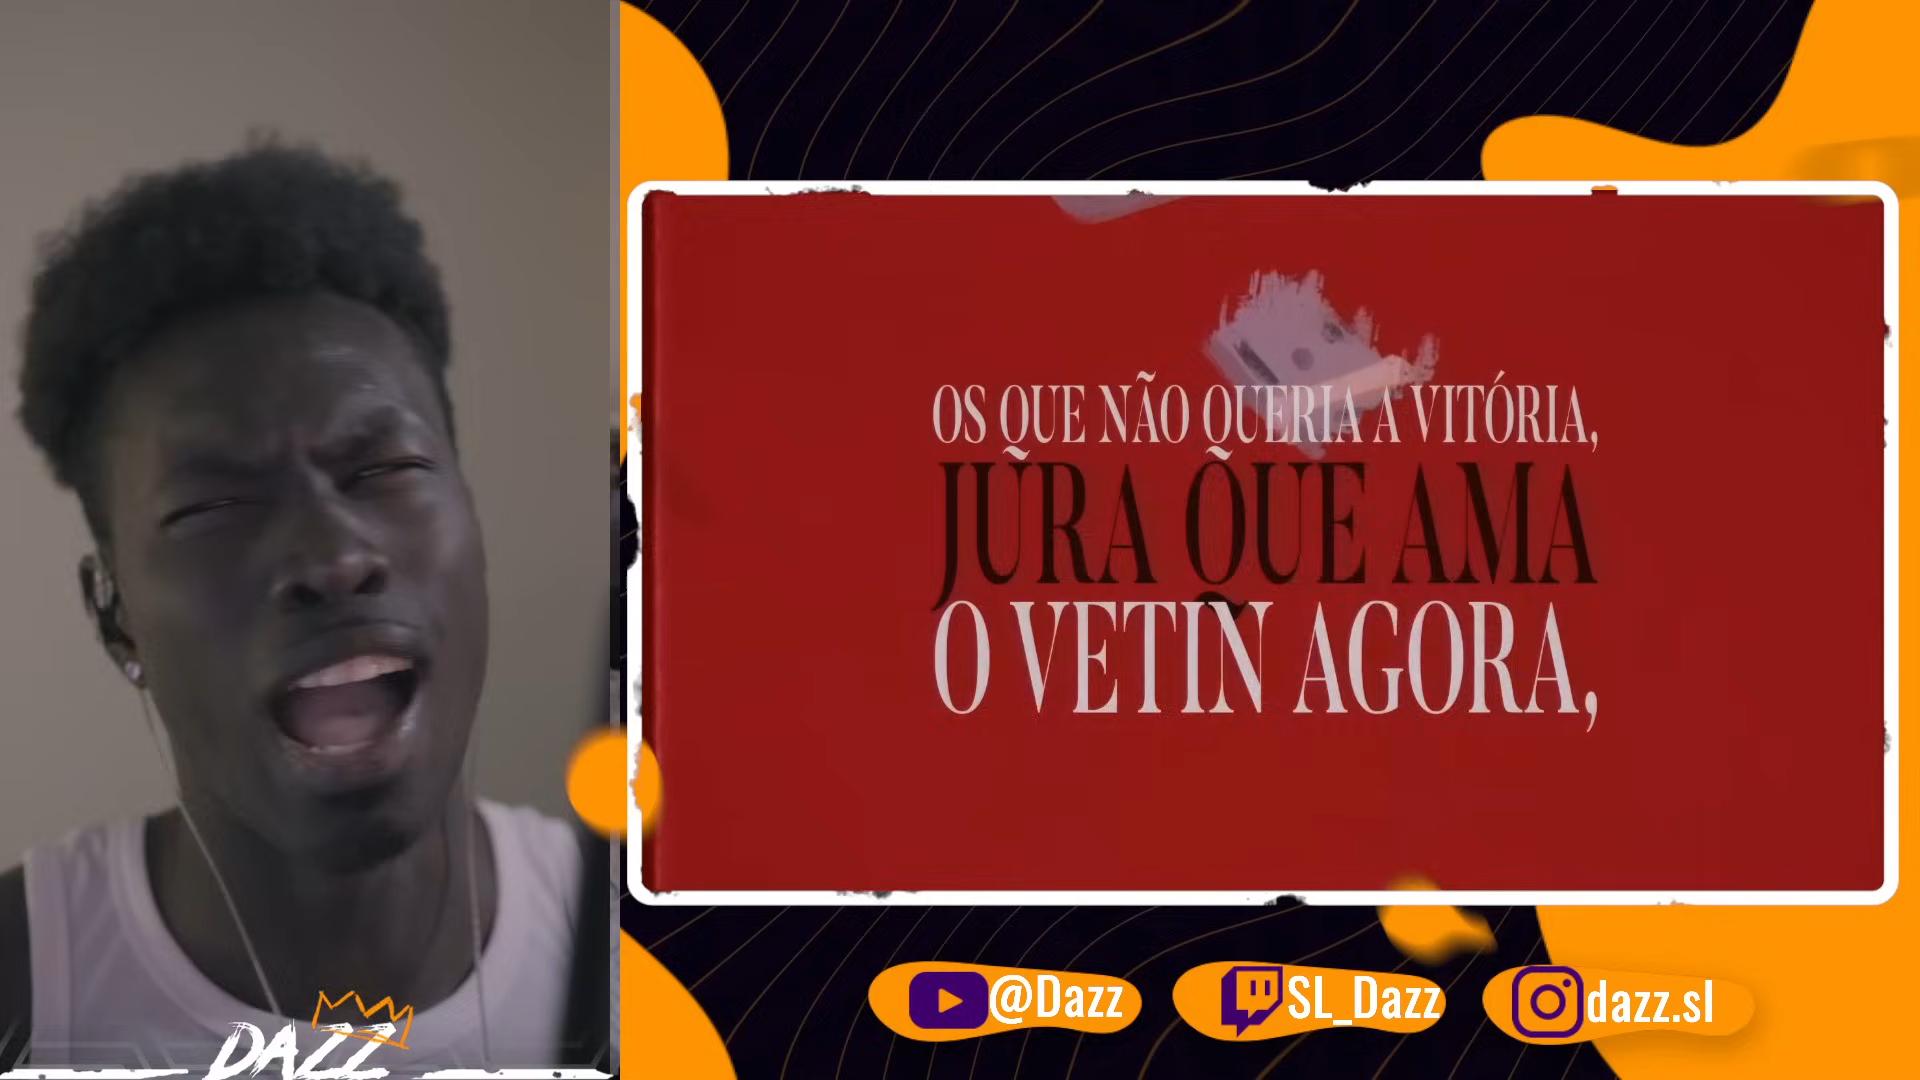 OS QUE NÃO QUERIA A VITÓRIA,
JURA QUE AMA
O VETIN AGORA,
DAZZ
@Dazz
SL_Dazz
dazz.sl